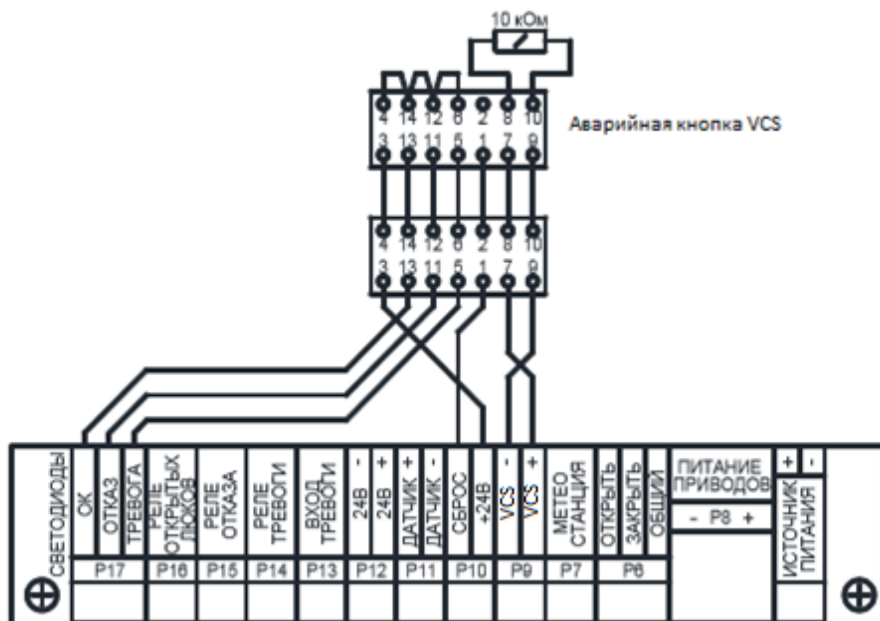 10 кОм
4 14 12 6 2 8 10
3 13 11 5 1 7 9
Аварийная кнопка VCS
4 14 12 6 2 8 10
3 13 11 5 1 7 9
СВЕТОДИОДЫ
ОК
ОТКАЗ
ТРЕВОГА
РЕЛЕ
ОТКРЫТЫХ
ЛЮКОВ
РЕЛЕ
ОТКАЗА
РЕЛЕ
ТРЕВОГИ
ВХОД
ТРЕВОГИ
24В -
24В +
ДАТЧИК +
ДАТЧИК -
СБРОС
+24В
VCS -
VCS +
МЕТЕО
СТАНЦИЯ
ОТКРЫТЬ
ЗАКРЫТЬ
ОБЩИЙ
ПИТАНИЕ
ПРИВОДОВ
- P8 +
+ -
ИСТОЧНИК
ПИТАНИЯ
P17 P16 P15 P14 P13 P12 P11 P10 P9 P7 P6